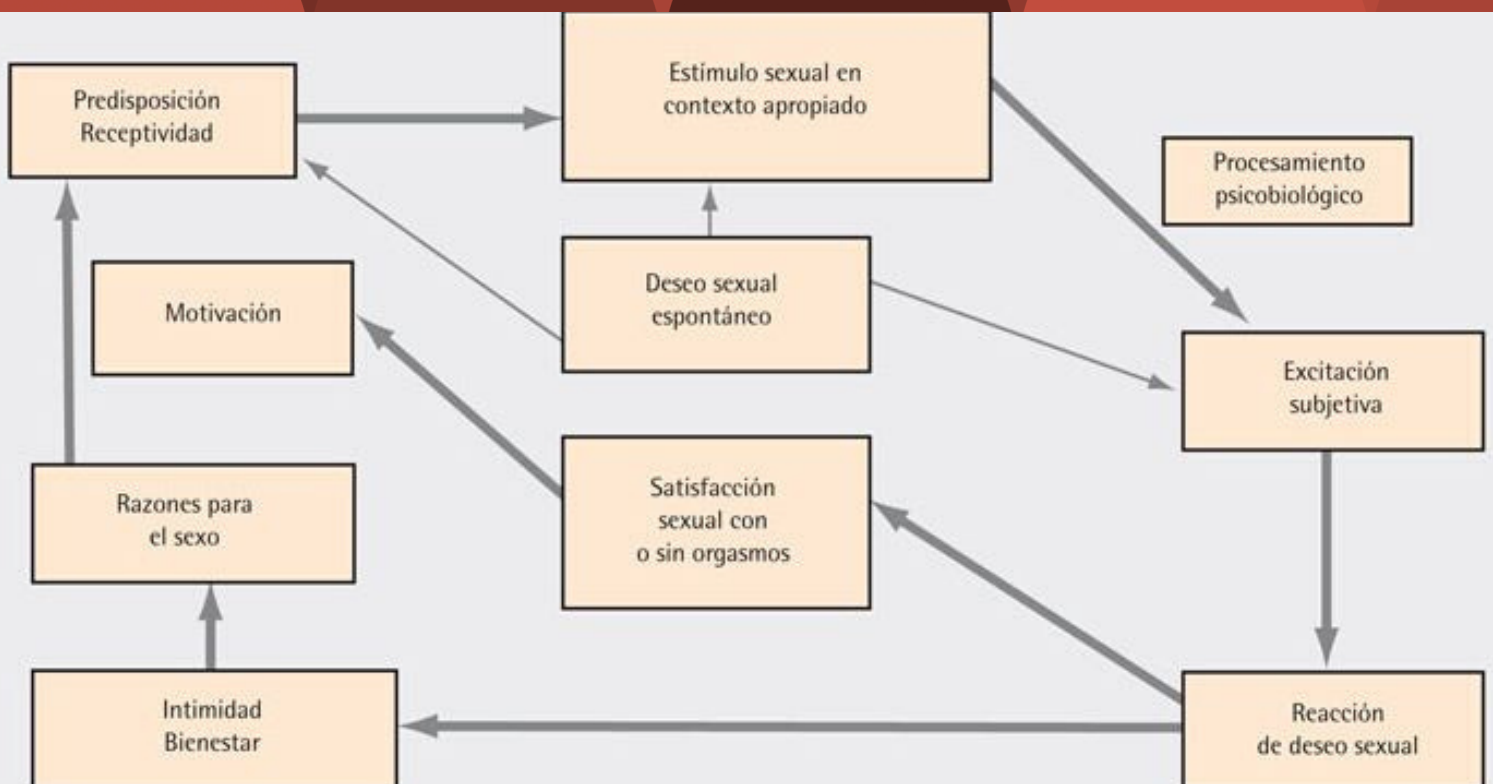 Predisposición
Receptividad
Estímulo sexual en
contexto apropiado
Procesamiento
psicobiológico
Motivación
Deseo sexual
espontáneo
Excitación
subjetiva
Razones para
el sexo
Satisfacción
sexual con
o sin orgasmos
Intimidad
Bienestar
Reacción
de deseo sexual